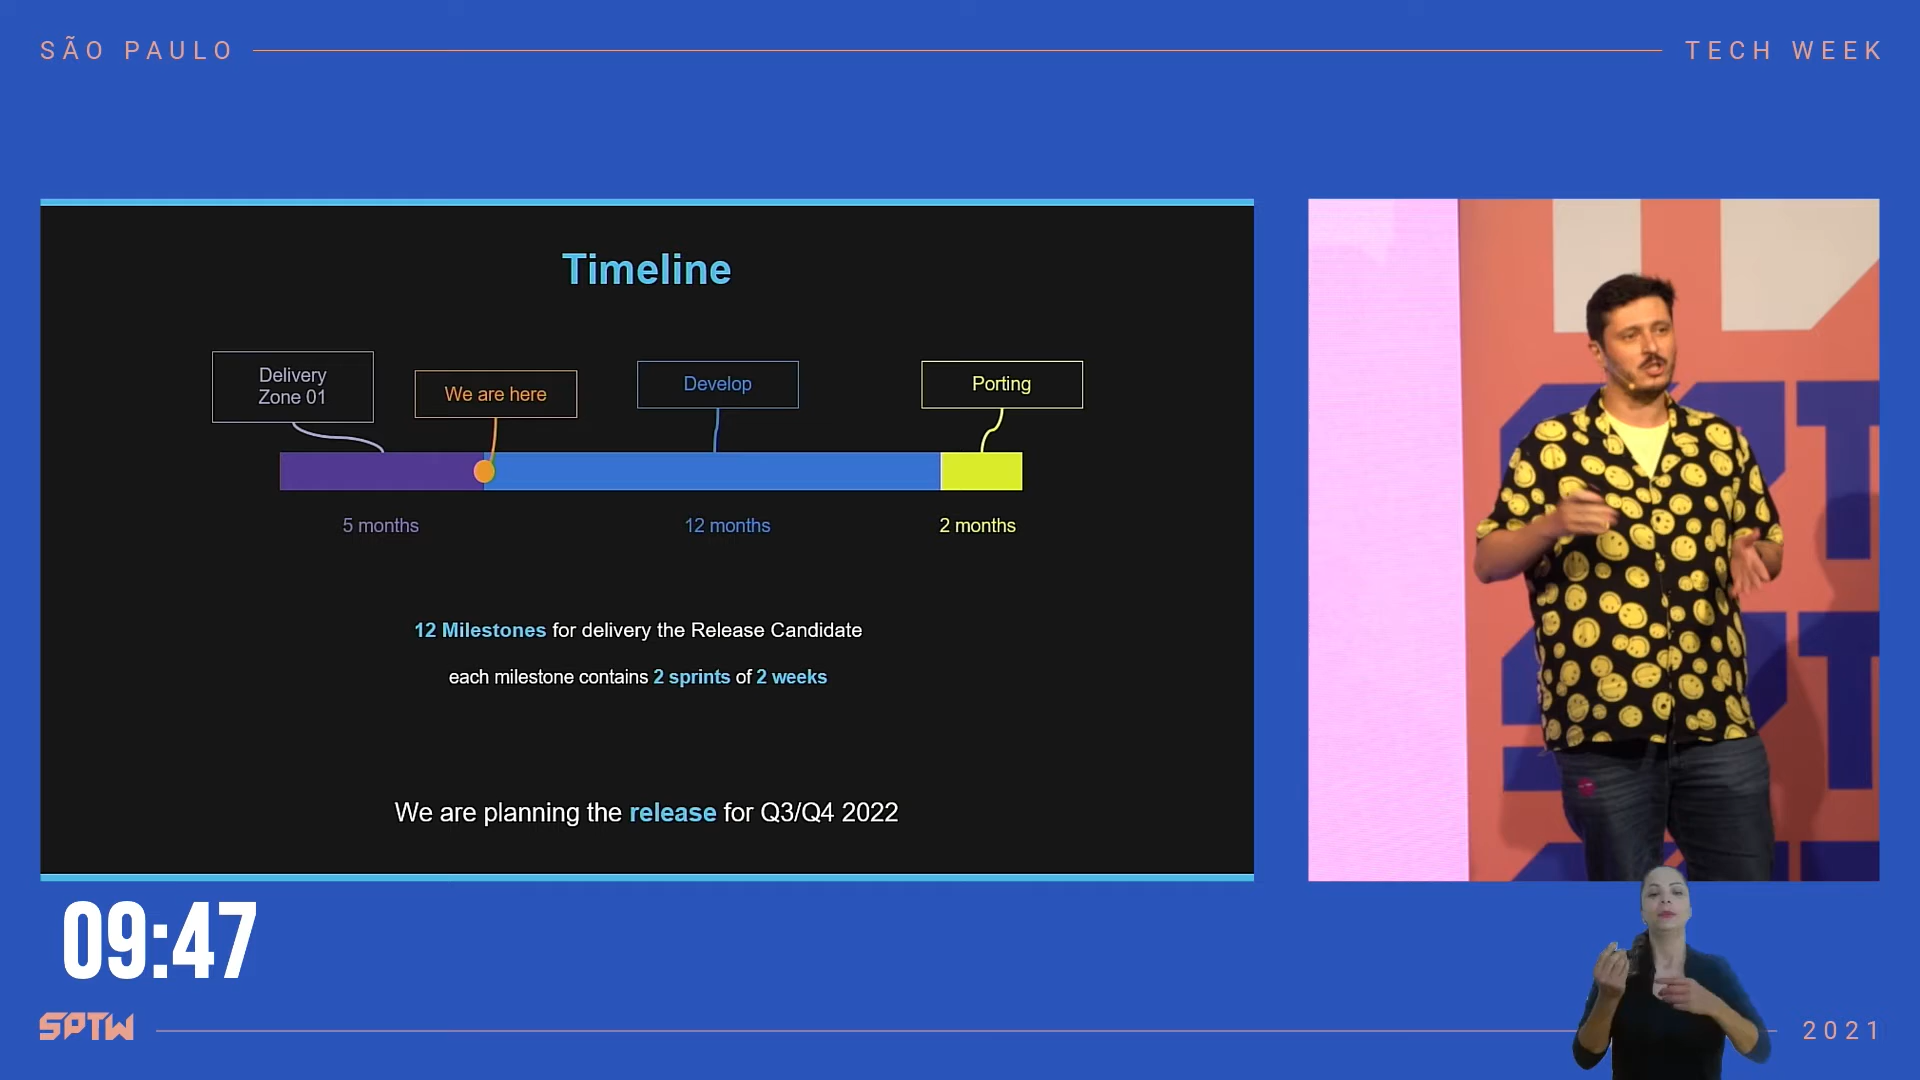 SÃO PAULO
TECH WEEK
Timeline
Delivery
Zone 01
We are here
Develop
Porting
5 months
12 months
2 months
12 Milestones for delivery the Release Candidate
each milestone contains 2 sprints of 2 weeks
We are planning the release for Q3/Q4 2022
09:47
SPTW
2021